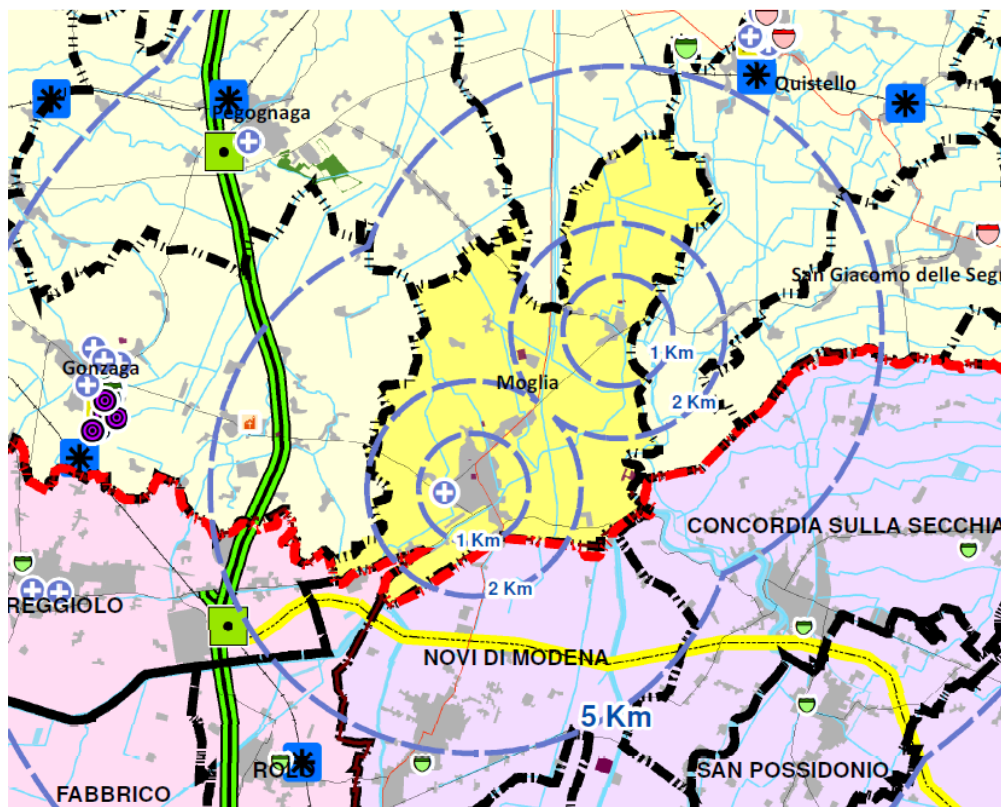 Quistello
Pegognaga
San Giacomo delle Segn
1 Km
Gonzaga
Moglia
2 Km
CONCORDIA SULLA SECCHIA
1 Km
2 Km
REGGIOLO
NOVI DI MODENA
5 Km
ROLO
SAN POSSIDONIO
FABBRICO